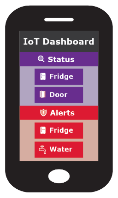 IoT Dashboard
Status
Fridge
Door
Alerts
Fridge
Water